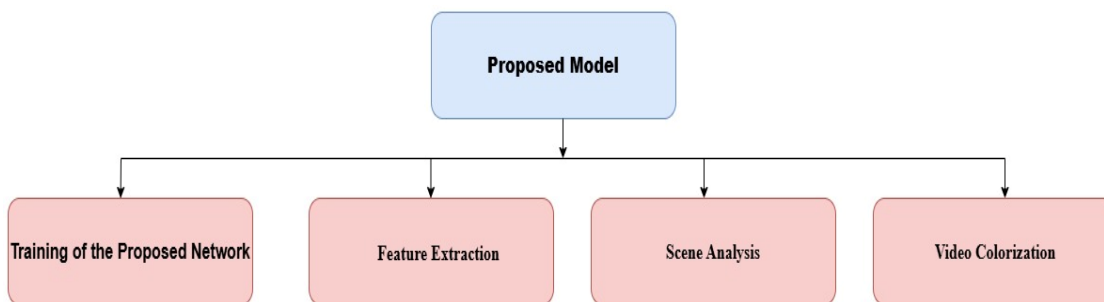 Proposed Model
Training of the Proposed Network
Feature Extraction
Scene Analysis
Video Colorization